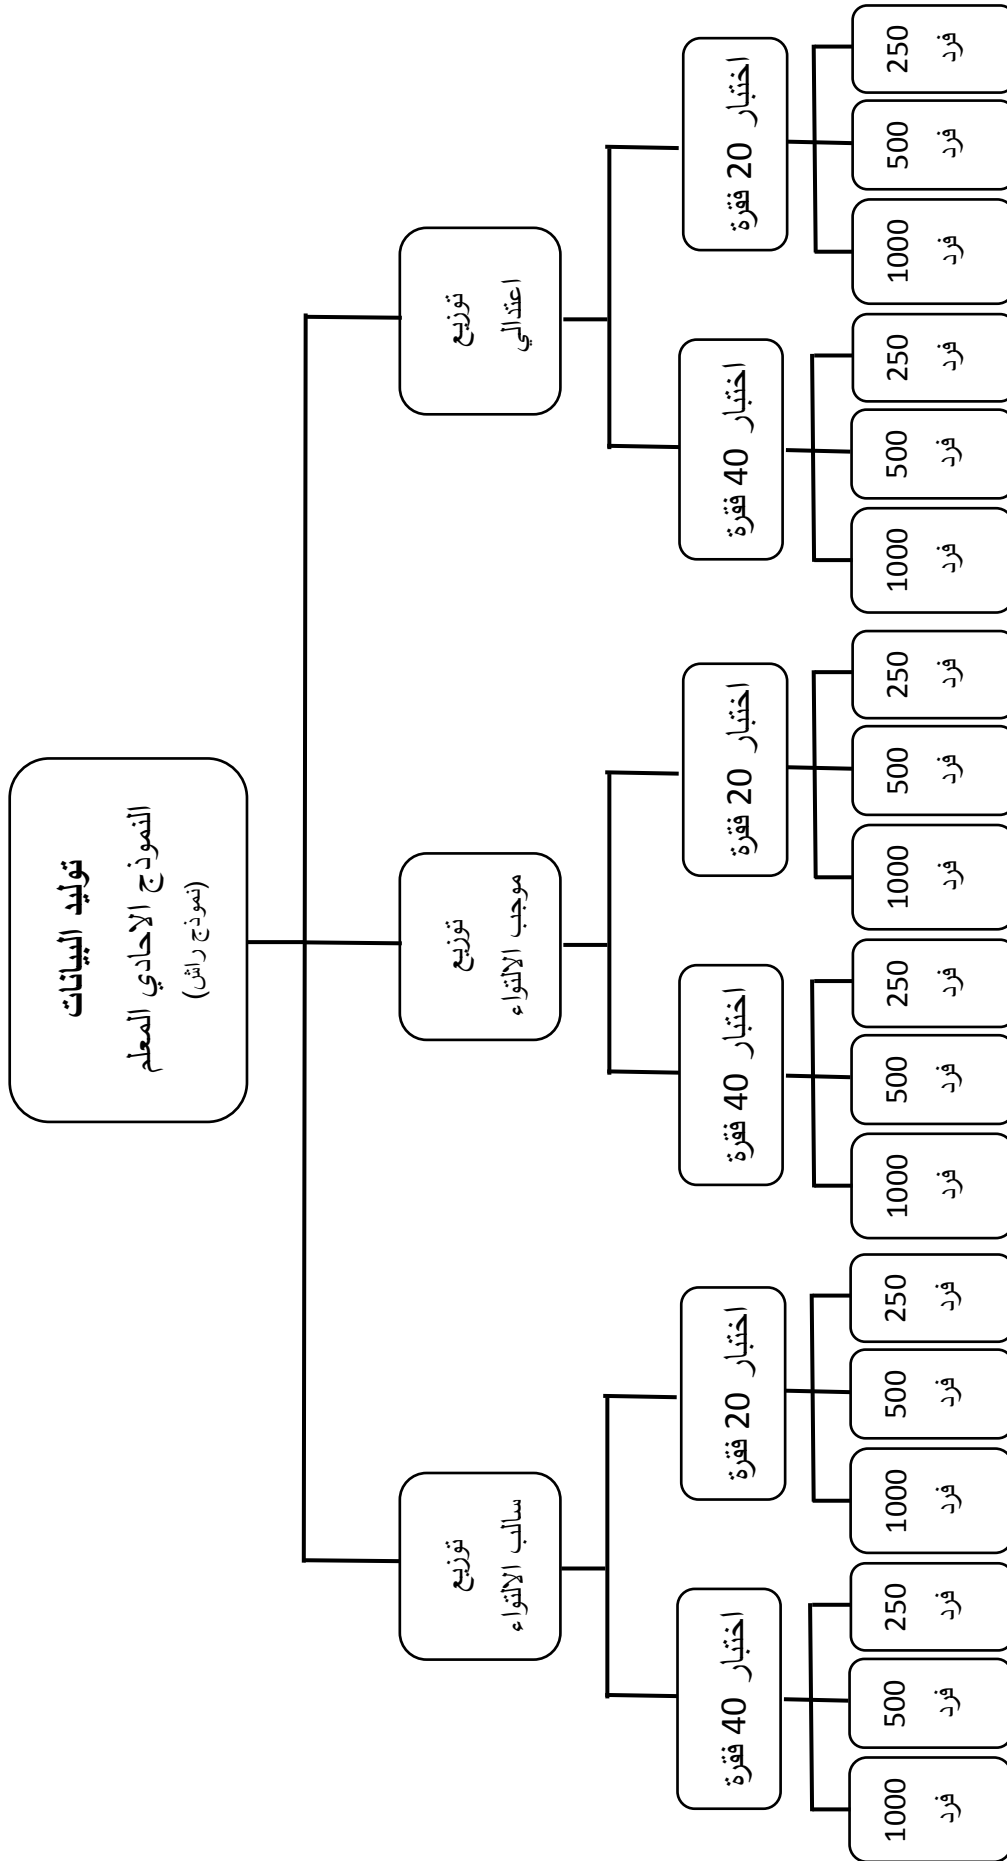 توليد البيانات
النموذج الاحادي المعلم
(نموذج راش)
توزيع
اعتدالي
توزيع
موجب الالتواء
توزيع
سالب الالتواء
اختبار 20 فقرة
اختبار 40 فقرة
اختبار 20 فقرة
اختبار 40 فقرة
اختبار 20 فقرة
اختبار 40 فقرة
250
فرد
500
فرد
1000
فرد
250
فرد
500
فرد
1000
فرد
250
فرد
500
فرد
1000
فرد
250
فرد
500
فرد
1000
فرد
250
فرد
500
فرد
1000
فرد
250
فرد
500
فرد
1000
فرد